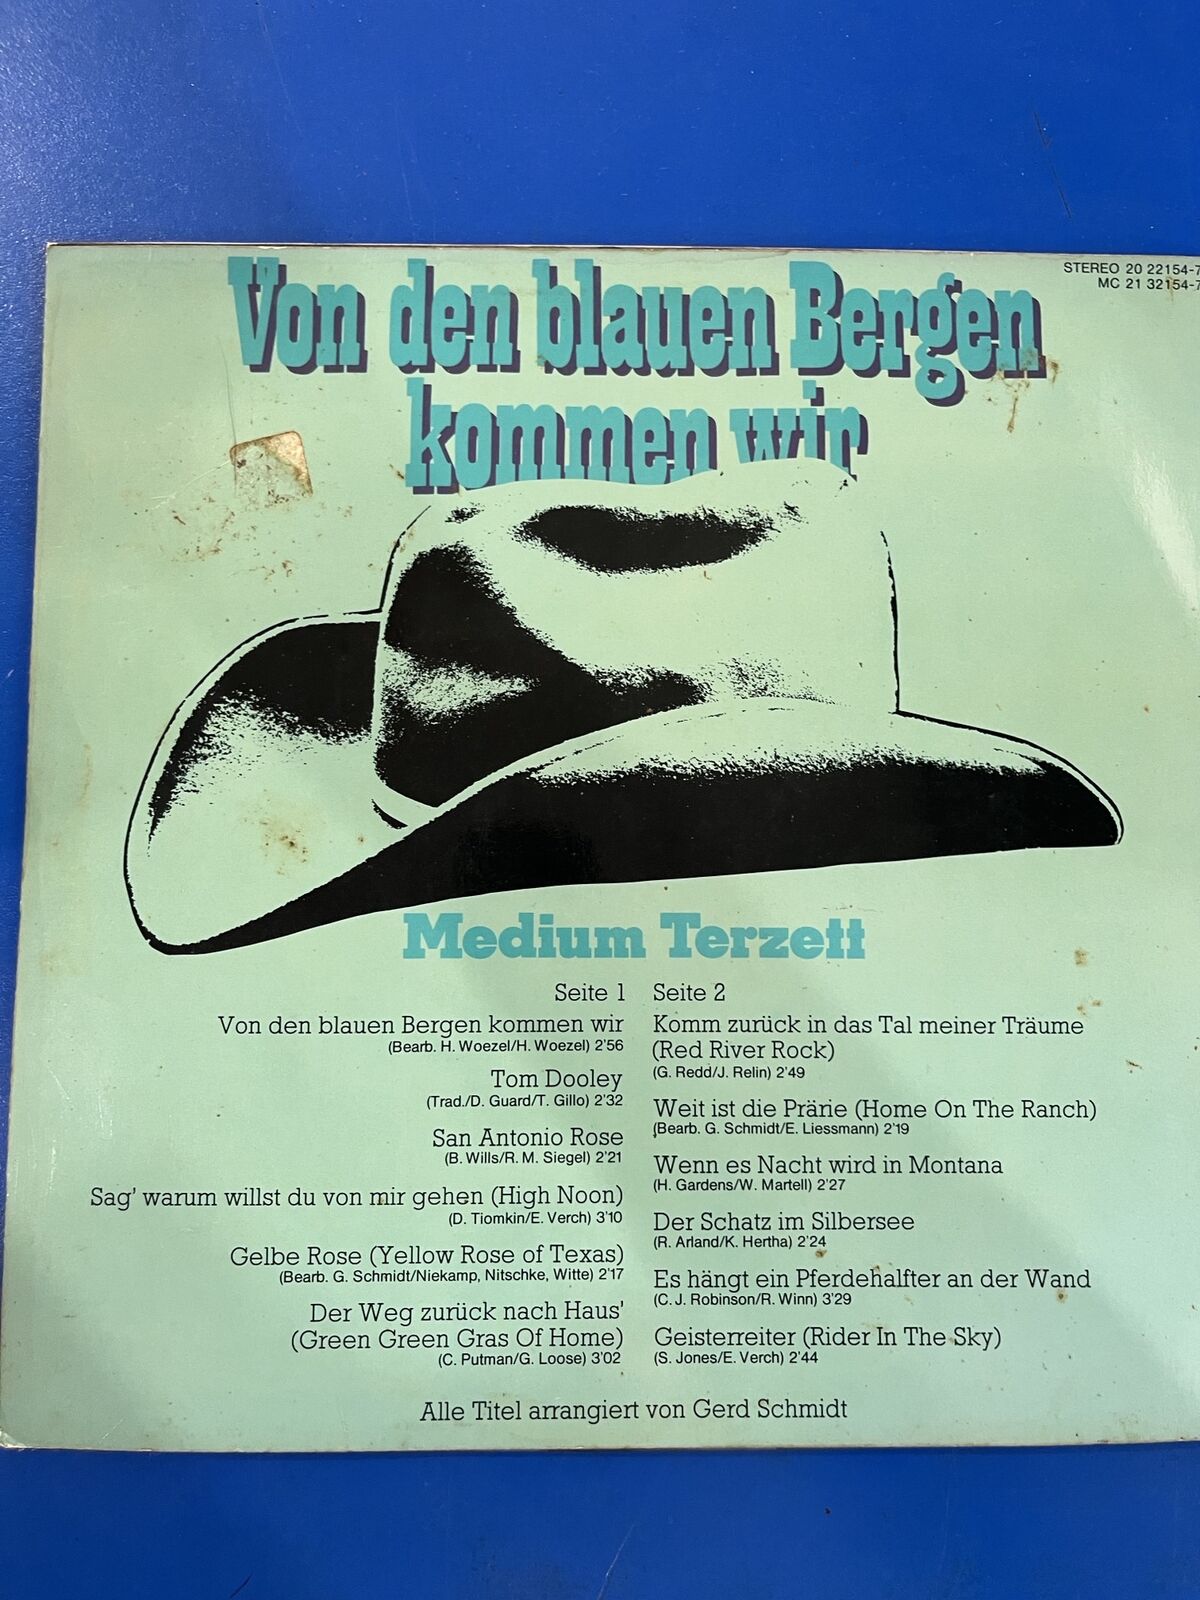 STEREO 20 22154-7
MC 21 32154-7
Von den blauen Bergen
kommen wir
Medium Terzett
Seite 1
Von den blauen Bergen kommen wir
(Bearb. H. Woezel/H. Woezel) 2'56
Tom Dooley
(Trad./D. Guard/T. Gillo) 2'32
San Antonio Rose
(B. Wills/R. M. Siegel) 2'21
Sag' warum willst du von mir gehen (High Noon)
(D. Tiomkin/E. Verch) 3'10
Gelbe Rose (Yellow Rose of Texas)
(Bearb. G. Schmidt/Niekamp, Nitschke, Witte) 2'17
Der Weg zurück nach Haus'
(Green Green Gras Of Home)
(C. Putman/G. Loose) 3'02
Seite 2
Komm zurück in das Tal meiner Träume
(Red River Rock)
(G. Redd/J. Relin) 2'49
Weit ist die Prärie (Home On The Ranch)
(Bearb. G. Schmidt/E. Liessmann) 2'19
Wenn es Nacht wird in Montana
(H. Gardens/W. Martell) 2'27
Der Schatz im Silbersee
(R. Arland/K. Hertha) 2'24
Es hängt ein Pferdehalfter an der Wand
(C. J. Robinson/R. Winn) 3'29
Geisterreiter (Rider In The Sky)
(S. Jones/E. Verch) 2'44
Alle Titel arrangiert von Gerd Schmidt